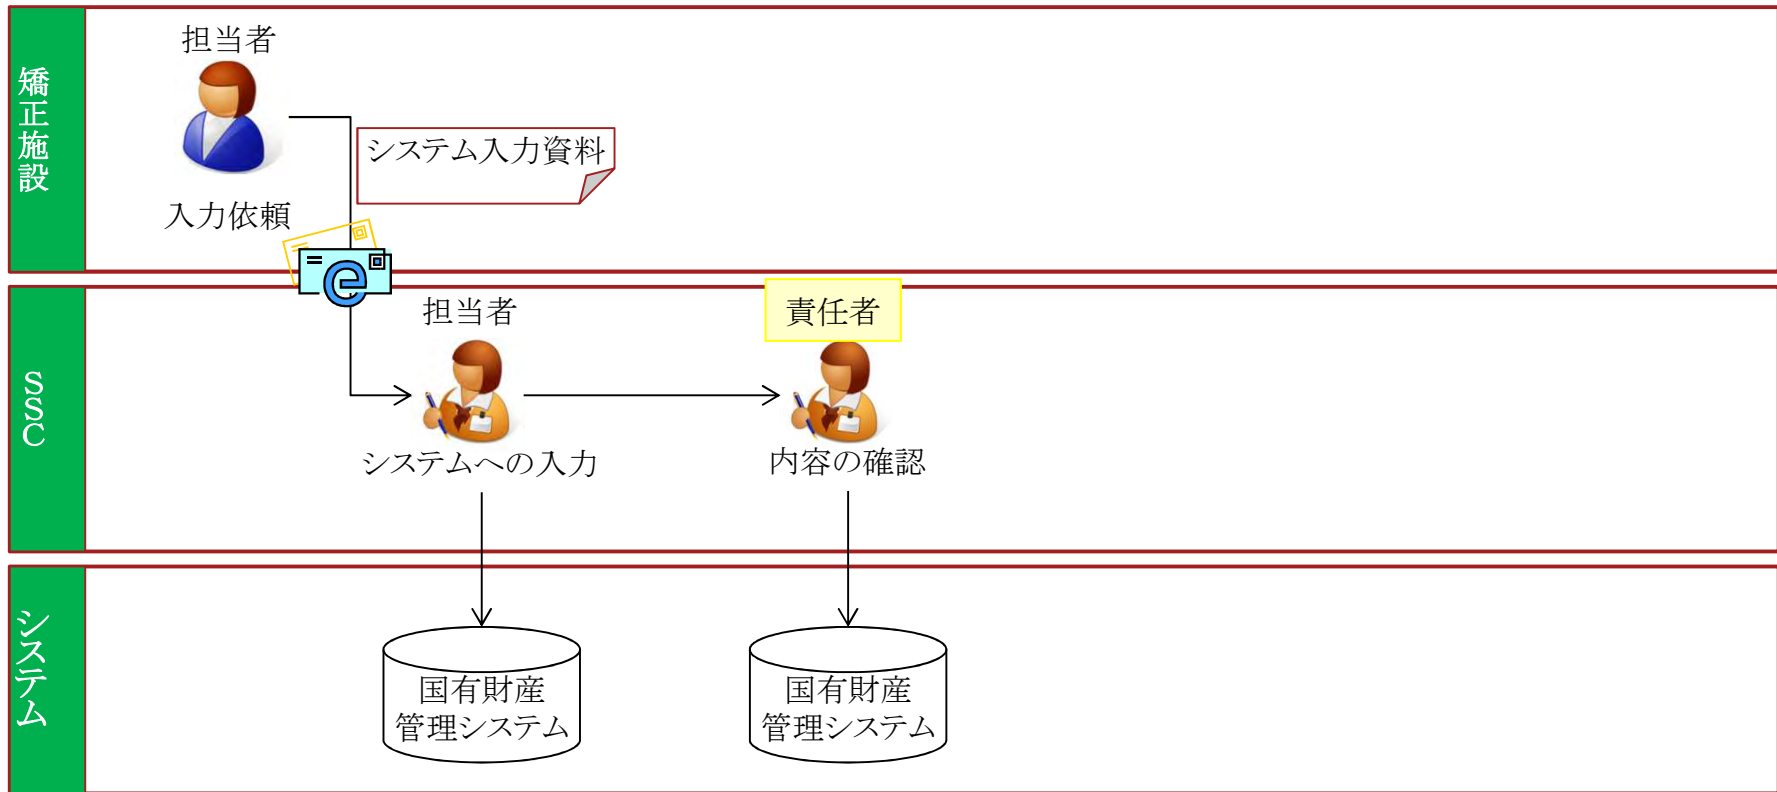 矯正施設
担当者
システム入力資料
入力依頼
SSC
担当者
責任者
システムへの入力
内容の確認
システム
国有財産
管理システム
国有財産
管理システム